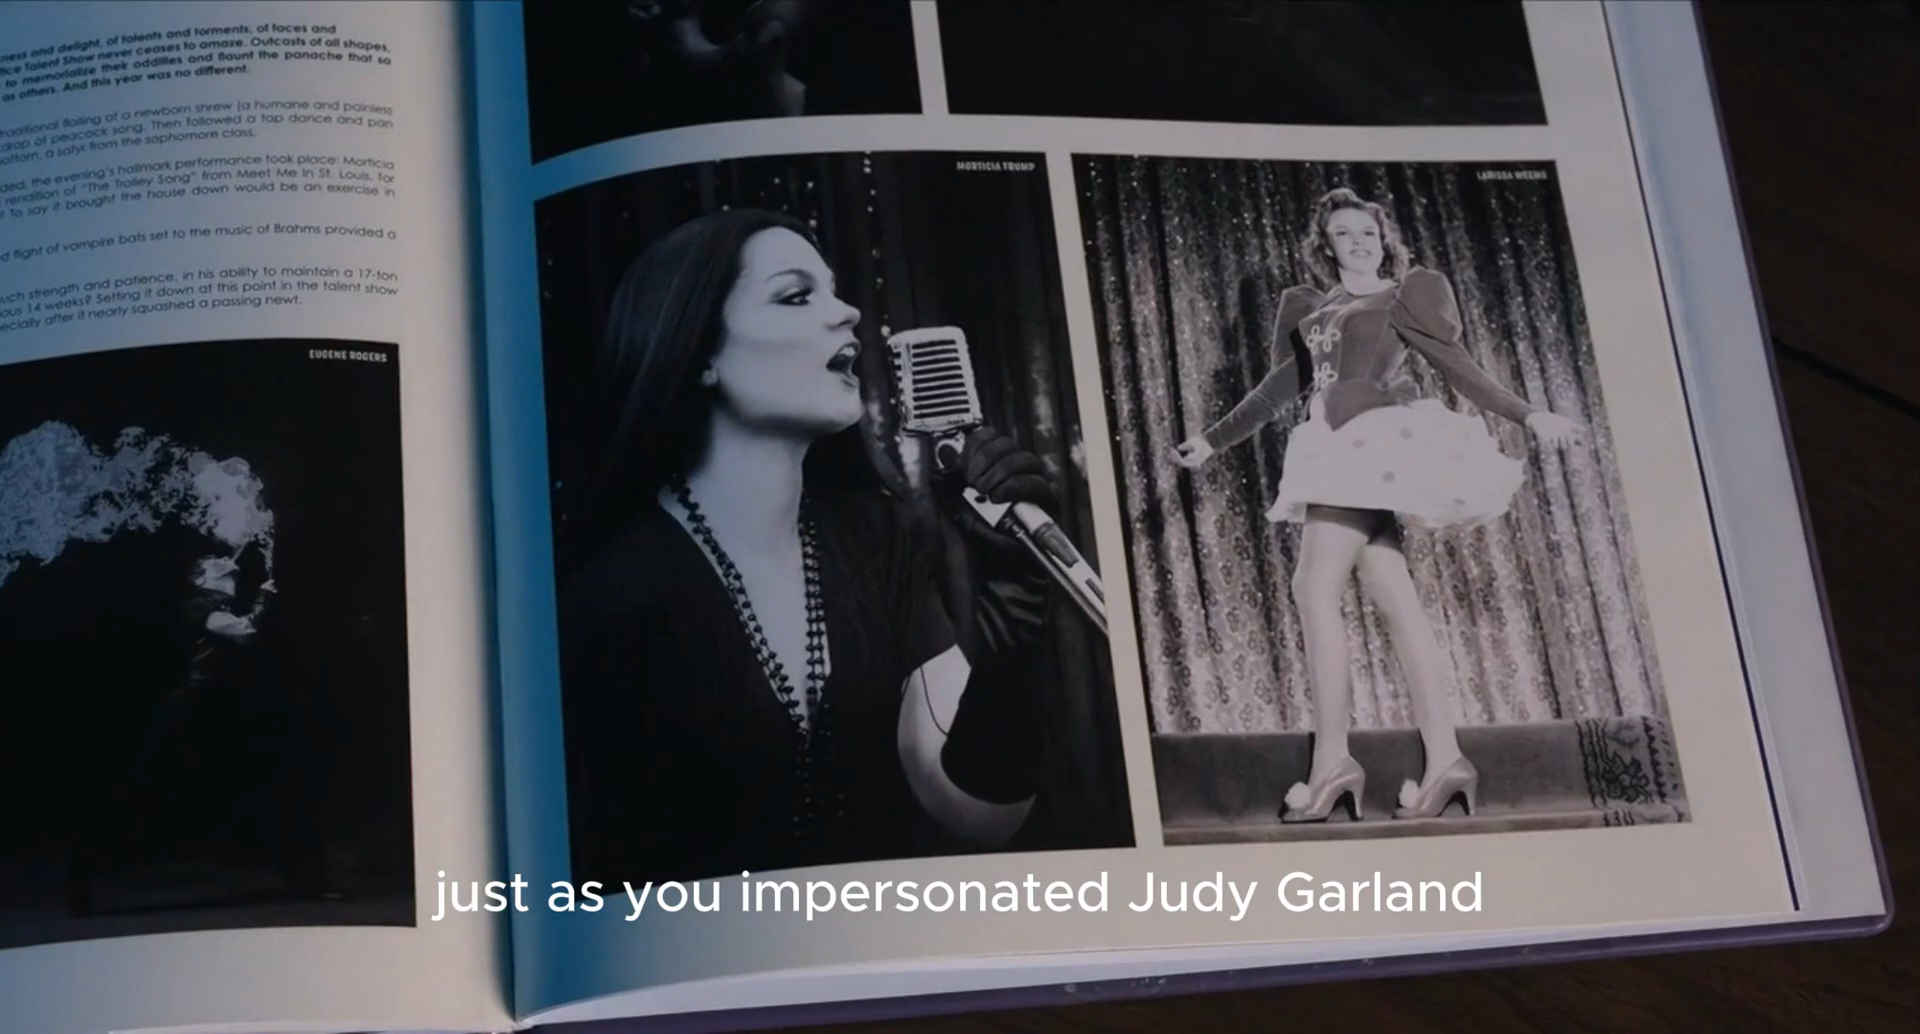 ness and delight, of talents and torments, of faces and
tice Talent Show never ceases to amaze. Outcasts of all shapes,
to memorialize their oddities and flaunt the panache that so
as others. And this year was no different.
traditional flailing of a newborn shrew (a humane and painless
drop of peacock song. Then followed a tap dance and pan
ottom, a satyr from the sophomore class.
ded, the evening's hallmark performance took place: Morticia
rendition of "The Trolley Song" from Meet Me In St. Louis, for
To say it brought the house down would be an exercise in
d flight of vampire bats set to the music of Brahms provided a
uch strength and patience, in his ability to maintain a 17-ton
ious 14 weeks? Setting it down at this point in the talent show
ecially after it nearly squashed a passing newt.
EUGENE ROGERS
MORTICIA FRUMP
LARISSA WEEMS
just as you impersonated Judy Garland